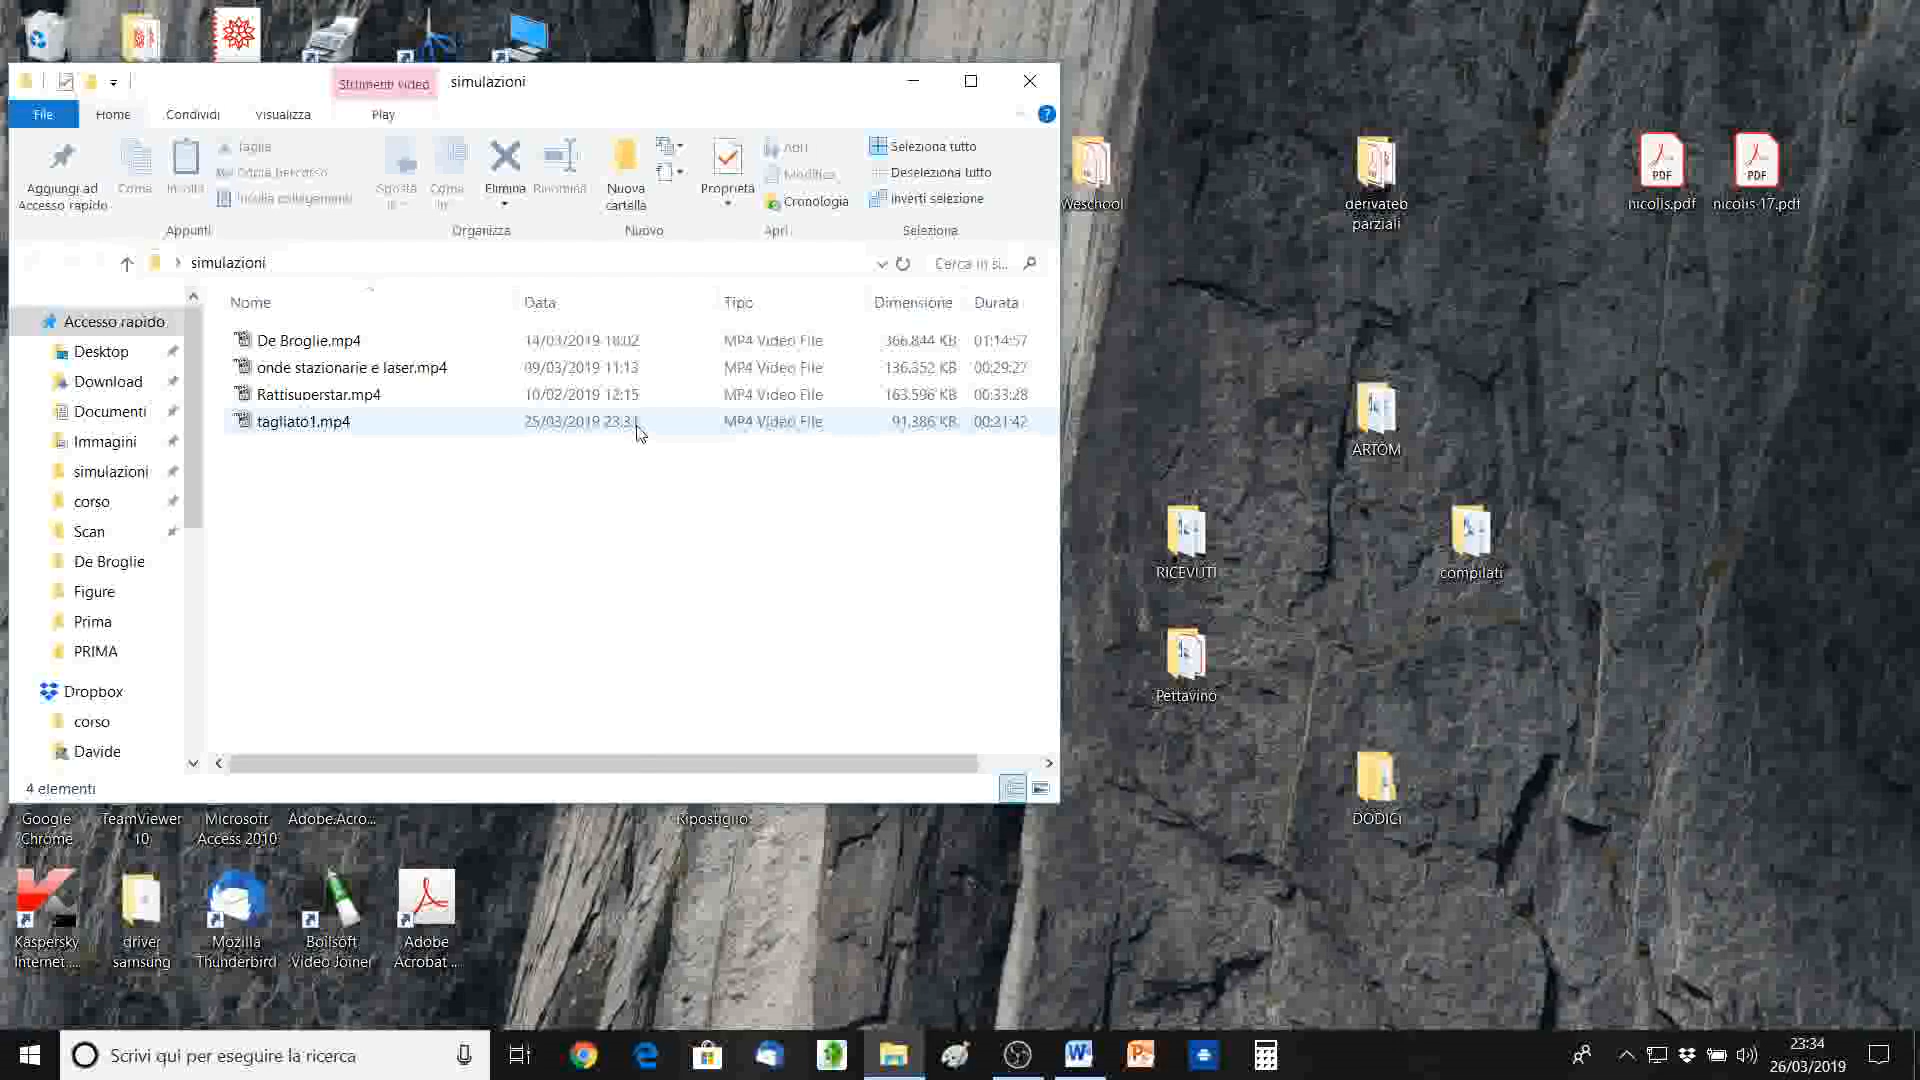 Strumenti video
simulazioni
File
Home
Condividi
Visualizza
Play
Aggiungi ad
Accesso rapido
Copia
Incolla
Taglia
Copia percorso
Incolla collegamento
Appunti
Sposta
in
Copia
in
Elimina
Rinomina
Organizza
Nuova
cartella
Nuovo
Proprietà
Apri
Modifica
Cronologia
Apri
Seleziona tutto
Deseleziona tutto
Inverti selezione
Seleziona
simulazioni
Cerca in si...
Nome
Data
Tipo
Dimensione
Durata
De Broglie.mp4 14/03/2019 18:02 MP4 Video File 366.844 KB 01:14:57
onde stazionarie e laser.mp4 09/03/2019 11:13 MP4 Video File 136.352 KB 00:29:27
Rattisuperstar.mp4 10/02/2019 12:15 MP4 Video File 163.596 KB 00:33:28
tagliato1.mp4 25/03/2019 23:31 MP4 Video File 91.386 KB 00:21:42
Accesso rapido
Desktop
Download
Documenti
Immagini
simulazioni
corso
Scan
De Broglie
Figure
Prima
PRIMA
Dropbox
corso
Davide
4 elementi
Weschool
derivateb
parziali
PDF
nicolis.pdf
PDF
nicolis-17.pdf
ARTOM
RICEVUTI
compilati
Pettavino
DODICI
Google
Chrome
TeamViewer
10
Microsoft
Access 2010
Adobe.Acro...
Ripostiglio
Kaspersky
Internet ...
driver
samsung
Mozilla
Thunderbird
Boilsoft
Video Joiner
Adobe
Acrobat ...
Scrivi qui per eseguire la ricerca
23:34
26/03/2019